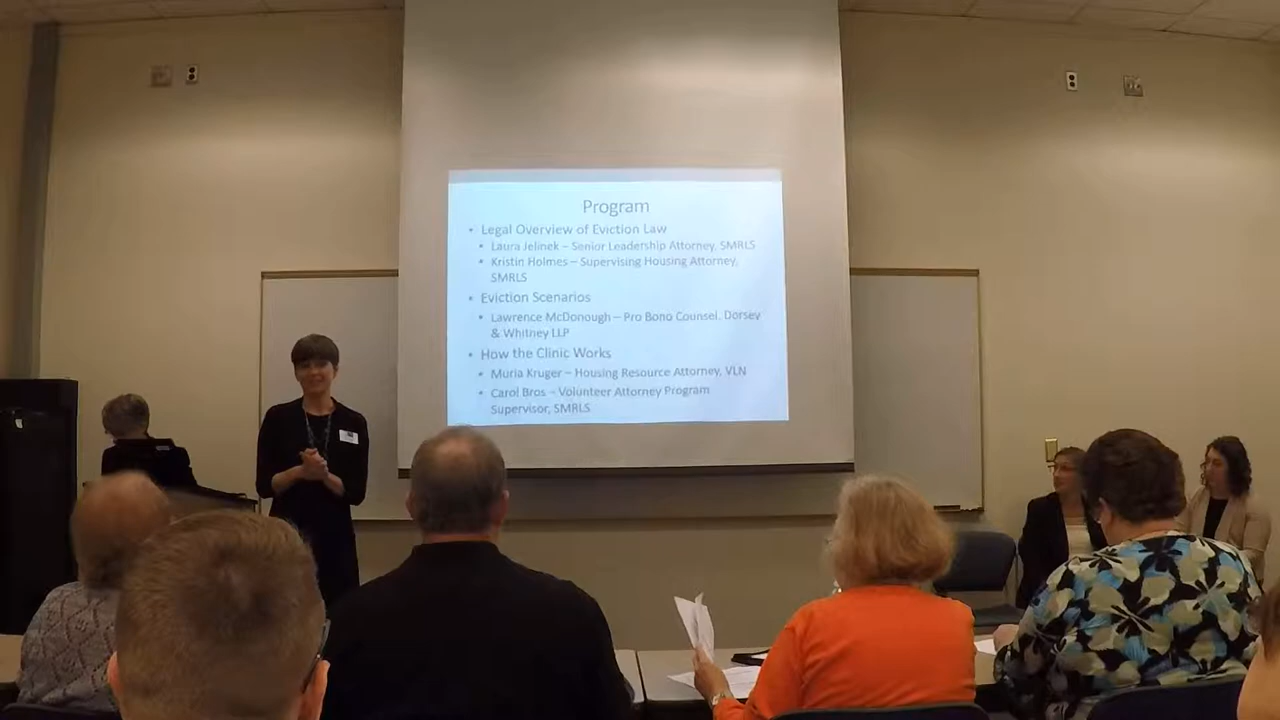 Program
• Legal Overview of Eviction Law
• Laura Jelinek – Senior Leadership Attorney, SMRLS
• Kristin Holmes – Supervising Housing Attorney,
SMRLS
• Eviction Scenarios
• Lawrence McDonough – Pro Bono Counsel, Dorsey
& Whitney LLP
• How the Clinic Works
• Muria Kruger – Housing Resource Attorney, VLN
• Carol Bros – Volunteer Attorney Program
Supervisor, SMRLS